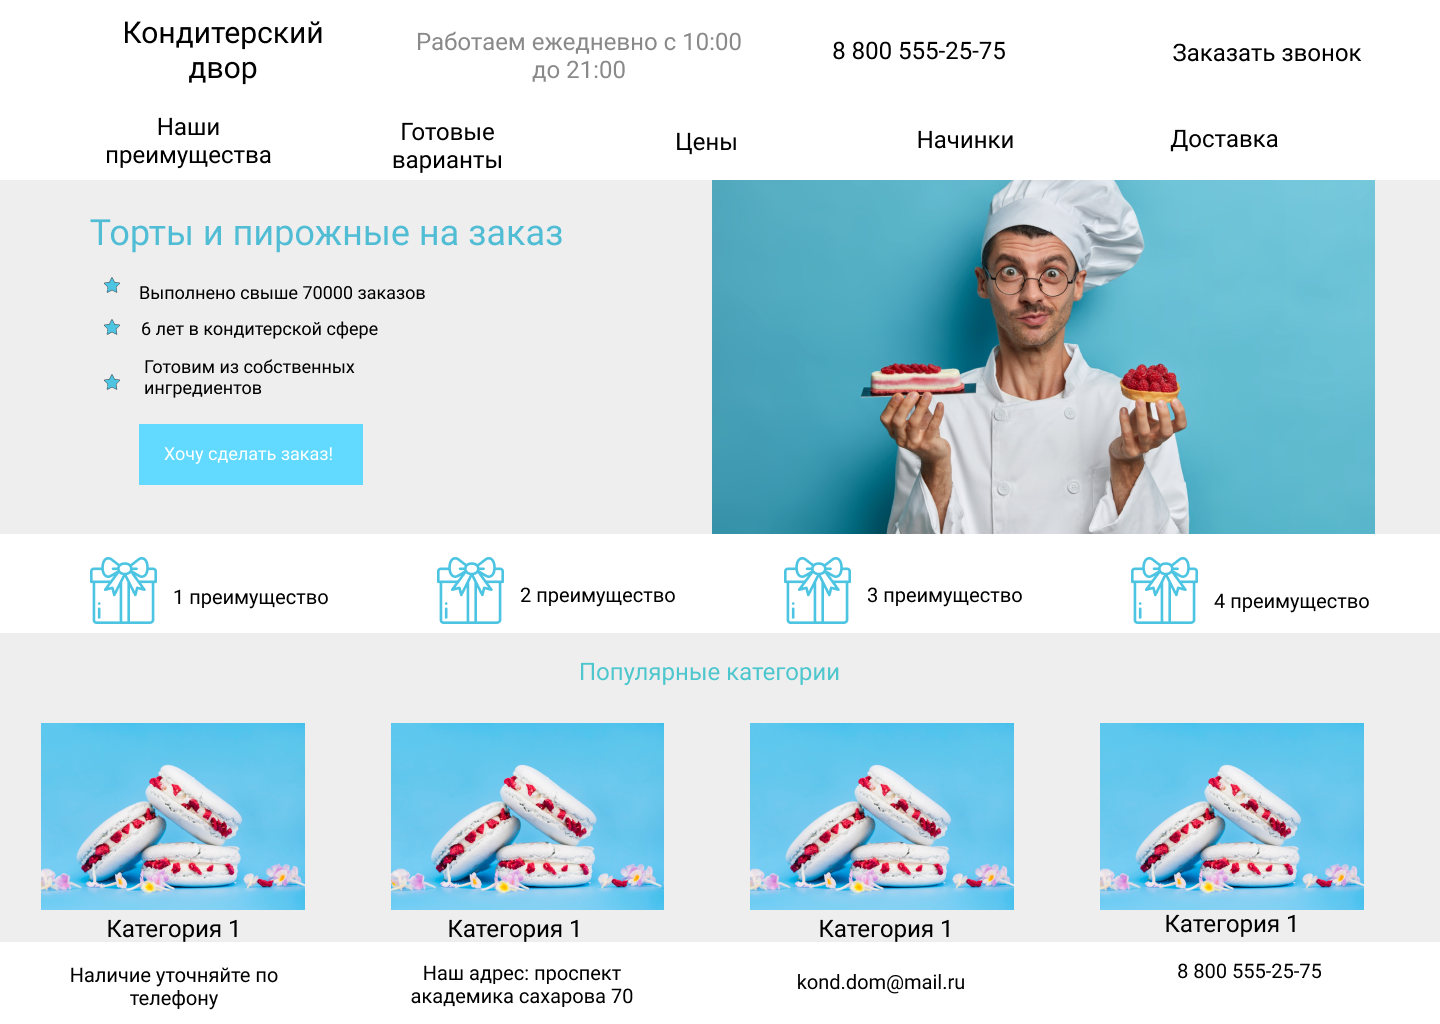 Кондитерский
двор
Работаем ежедневно с 10:00
до 21:00
8 800 555-25-75
Заказать звонок
Наши
преимущества
Готовые
варианты
Цены
Начинки
Доставка
Торты и пирожные на заказ
Выполнено свыше 70000 заказов
6 лет в кондитерской сфере
Готовим из собственных
ингредиентов
Хочу сделать заказ!
1 преимущество
2 преимущество
3 преимущество
4 преимущество
Популярные категории
Категория 1
Категория 1
Категория 1
Категория 1
Наличие уточняйте по
телефону
Наш адрес: проспект
академика сахарова 70
kond.dom@mail.ru
8 800 555-25-75